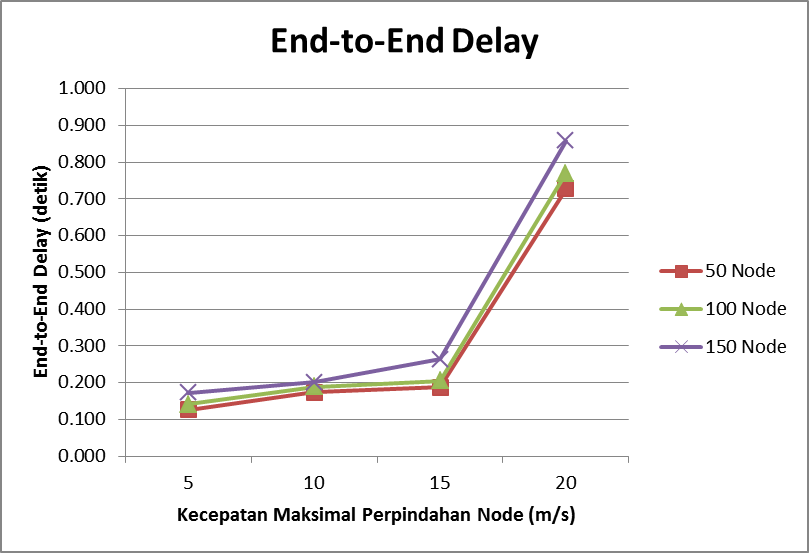 End-to-End Delay
1.000
0.900
0.800
0.700
0.600
0.500
0.400
0.300
0.200
0.100
0.000
End-to-End Delay (detik)
5 10 15 20
Kecepatan Maksimal Perpindahan Node (m/s)
50 Node
100 Node
150 Node